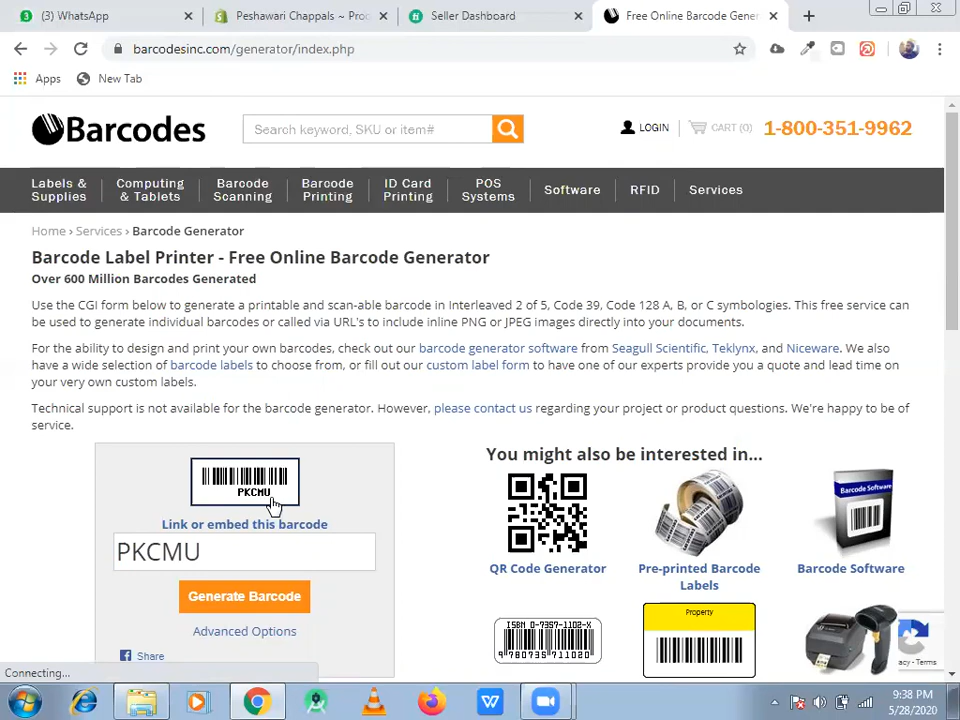 (3) WhatsApp
Peshawari Chappals ~ Pro
Seller Dashboard
Free Online Barcode Gener
barcodesinc.com/generator/index.php
Apps
New Tab
Barcodes
Search keyword, SKU or item#
LOGIN
CART (0)
1-800-351-9962
Labels & Supplies
Computing & Tablets
Barcode Scanning
Barcode Printing
ID Card Printing
POS Systems
Software
RFID
Services
Home › Services › Barcode Generator
Barcode Label Printer - Free Online Barcode Generator
Over 600 Million Barcodes Generated
Use the CGI form below to generate a printable and scan-able barcode in Interleaved 2 of 5, Code 39, Code 128 A, B, or C symbologies. This free service can
be used to generate individual barcodes or called via URL's to include inline PNG or JPEG images directly into your documents.
For the ability to design and print your own barcodes, check out our barcode generator software from Seagull Scientific, Teklynx, and Niceware. We also
have a wide selection of barcode labels to choose from, or fill out our custom label form to have one of our experts provide you a quote and lead time on
your very own custom labels.
Technical support is not available for the barcode generator. However, please contact us regarding your project or product questions. We're happy to be of
service.
PKCMU
Link or embed this barcode
PKCMU
Generate Barcode
Advanced Options
Share
You might also be interested in...
QR Code Generator
Pre-printed Barcode
Labels
Barcode Software
Barcode Software
ISBN 0-7357-1102-X
9 780735 711020
Property
acy - Terms
Connecting...
9:38 PM
5/28/2020